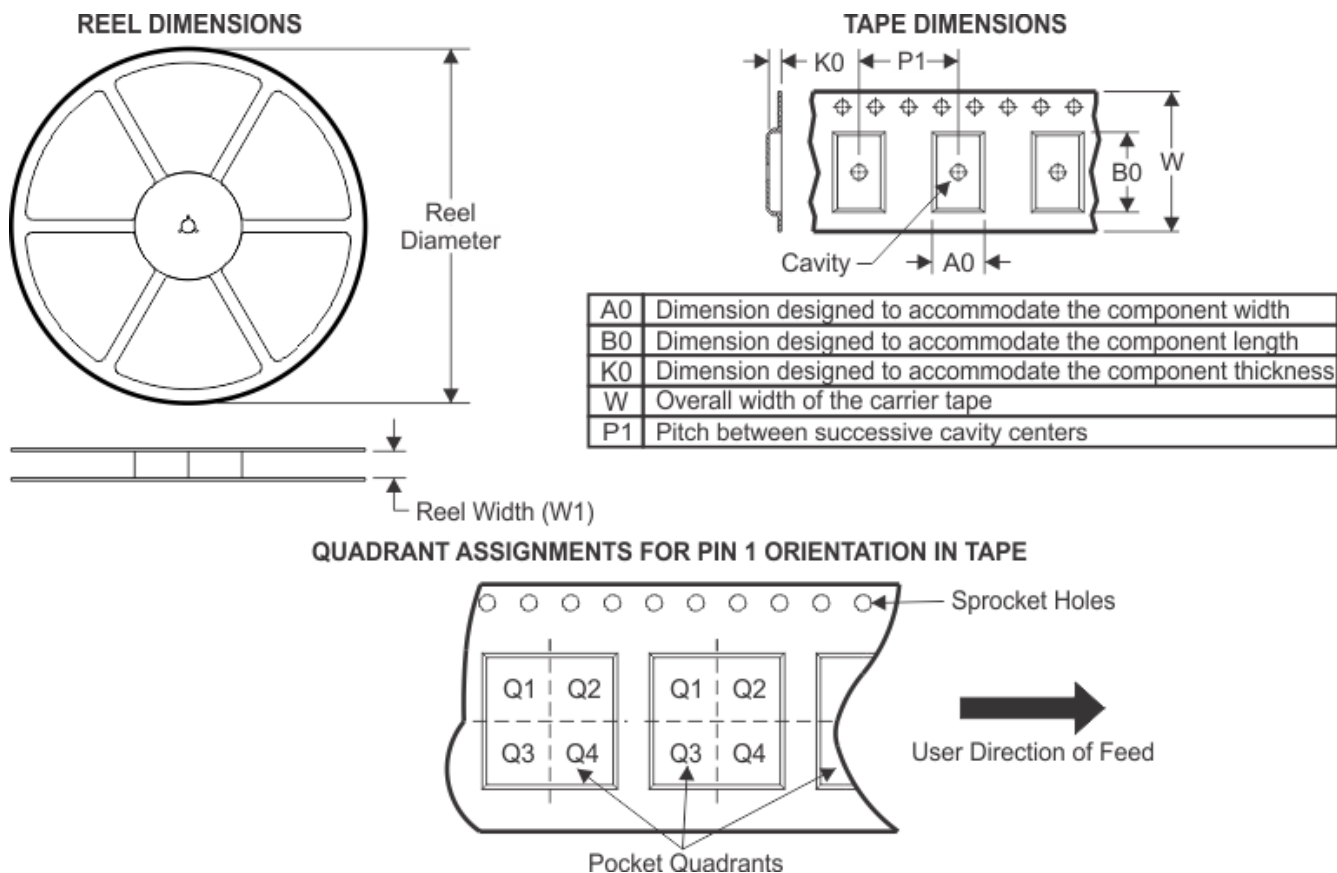 REEL DIMENSIONS
Reel
Diameter
Reel Width (W1)
TAPE DIMENSIONS
K0
P1
B0
W
Cavity
A0
A0 Dimension designed to accommodate the component width
B0 Dimension designed to accommodate the component length
K0 Dimension designed to accommodate the component thickness
W Overall width of the carrier tape
P1 Pitch between successive cavity centers
QUADRANT ASSIGNMENTS FOR PIN 1 ORIENTATION IN TAPE
Sprocket Holes
Q1 Q2 Q1 Q2
Q3 Q4 Q3 Q4
User Direction of Feed
Pocket Quadrants